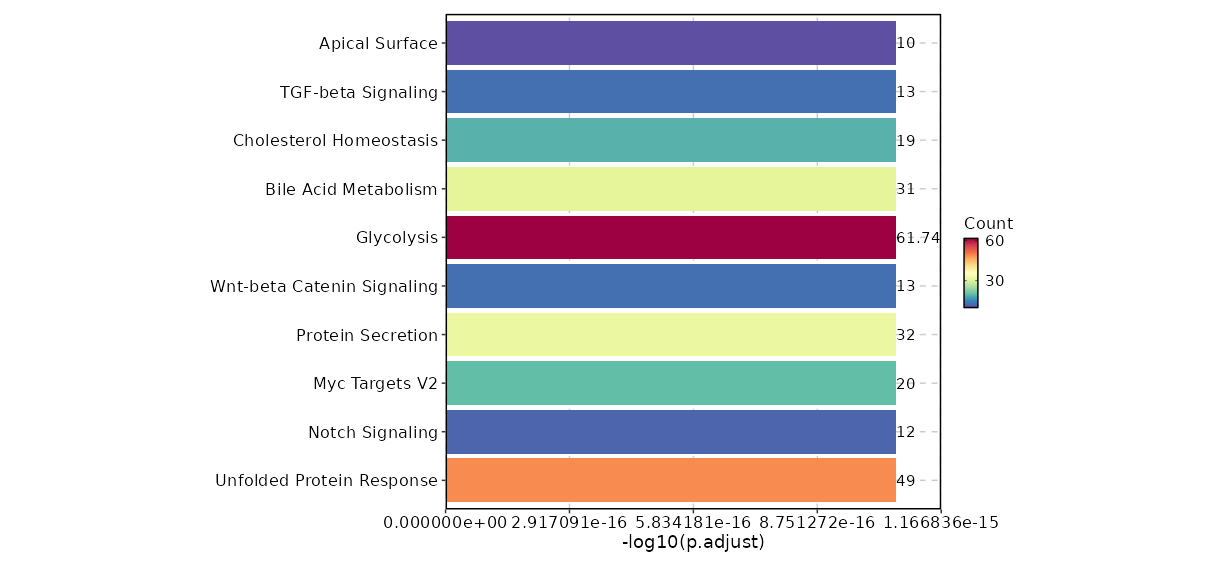 Apical Surface 10
TGF-beta Signaling 13
Cholesterol Homeostasis 19
Bile Acid Metabolism 31
Glycolysis 61.74
Wnt-beta Catenin Signaling 13
Protein Secretion 32
Myc Targets V2 20
Notch Signaling 12
Unfolded Protein Response 49
0.000000e+00 2.917091e-16 5.834181e-16 8.751272e-16 1.166836e-15
-log10(p.adjust)
Count
60
30